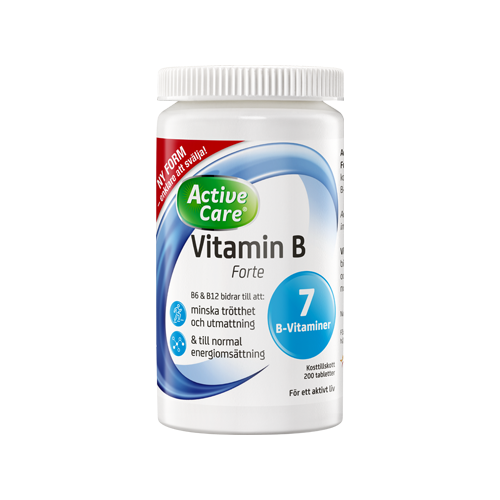 NY FORM
- enklare att svälja!
Active
Care®
Vitamin B
Forte
B6 & B12 bidrar till att:
minska trötthet
och utmattning
& till normal
energiomsättning
7
B-Vitaminer
Kosttillskott
200 tabletter
För ett aktivt liv